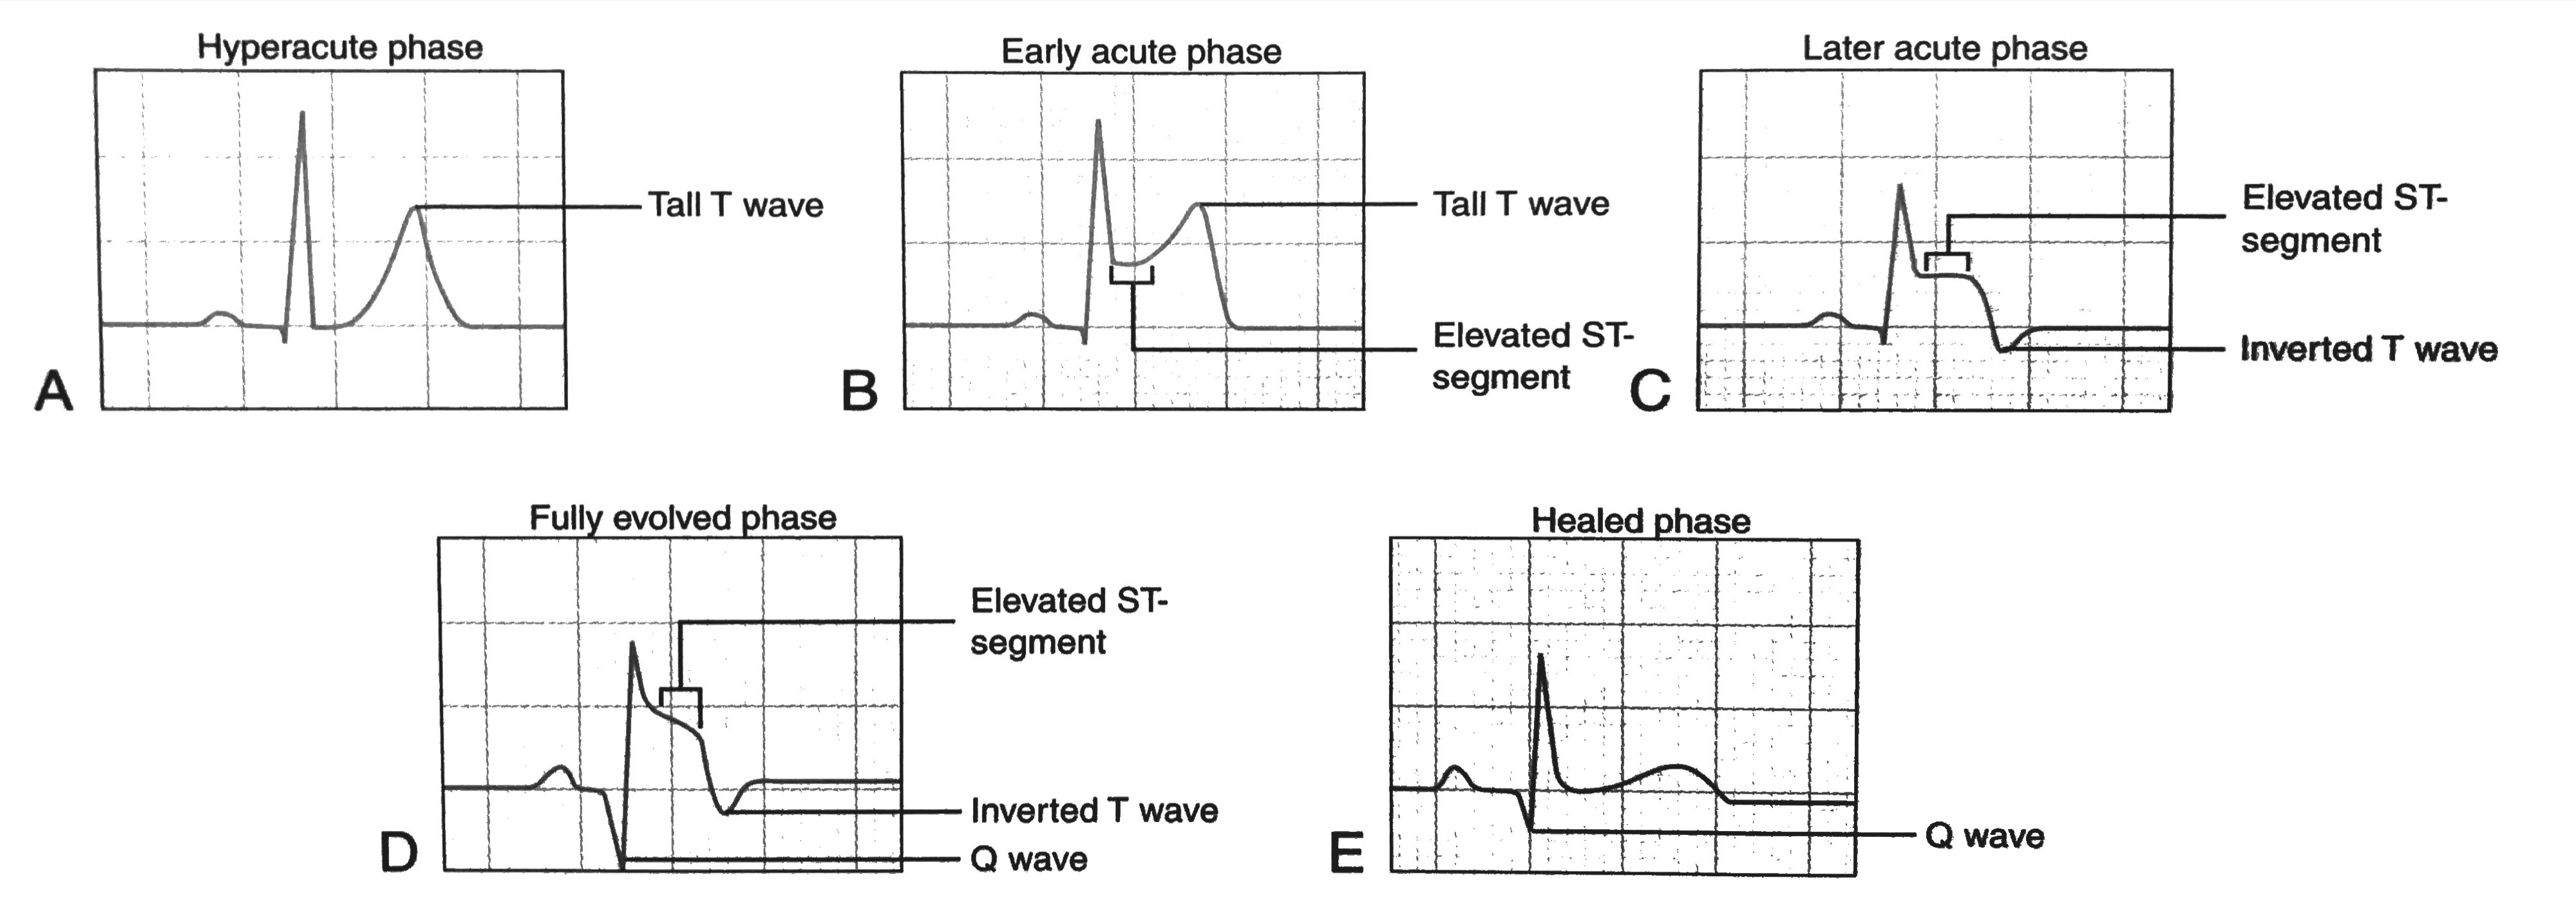 Hyperacute phase
Tall T wave
A
Early acute phase
Tall T wave
Elevated ST-
segment
B
Later acute phase
Elevated ST-
segment
Inverted T wave
C
Fully evolved phase
Elevated ST-
segment
Inverted T wave
Q wave
D
Healed phase
Q wave
E